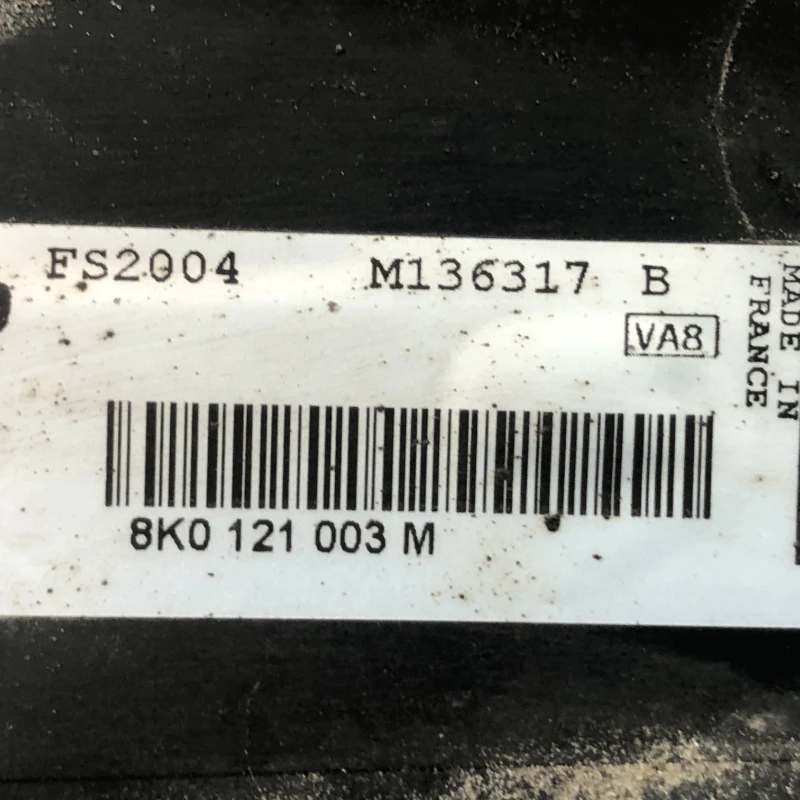 FS2004 M136317 B
VA8
MADE IN
FRANCE
8K0 121 003 M